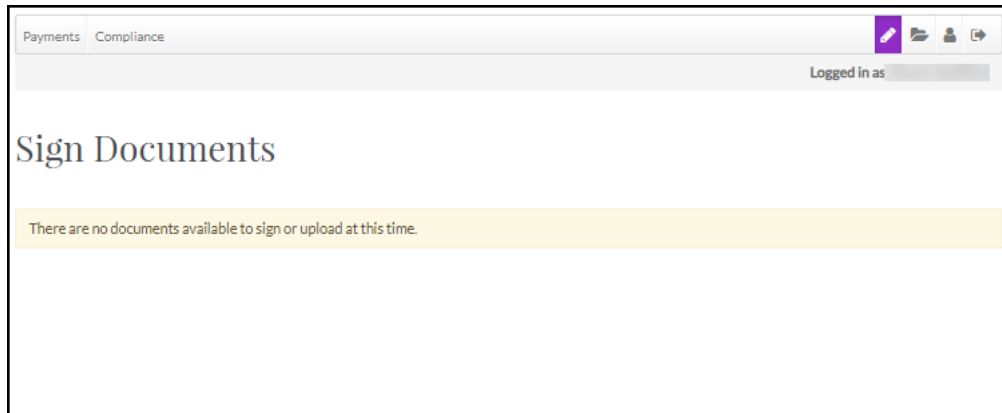 Payments Compliance
Logged in as
Sign Documents
There are no documents available to sign or upload at this time.